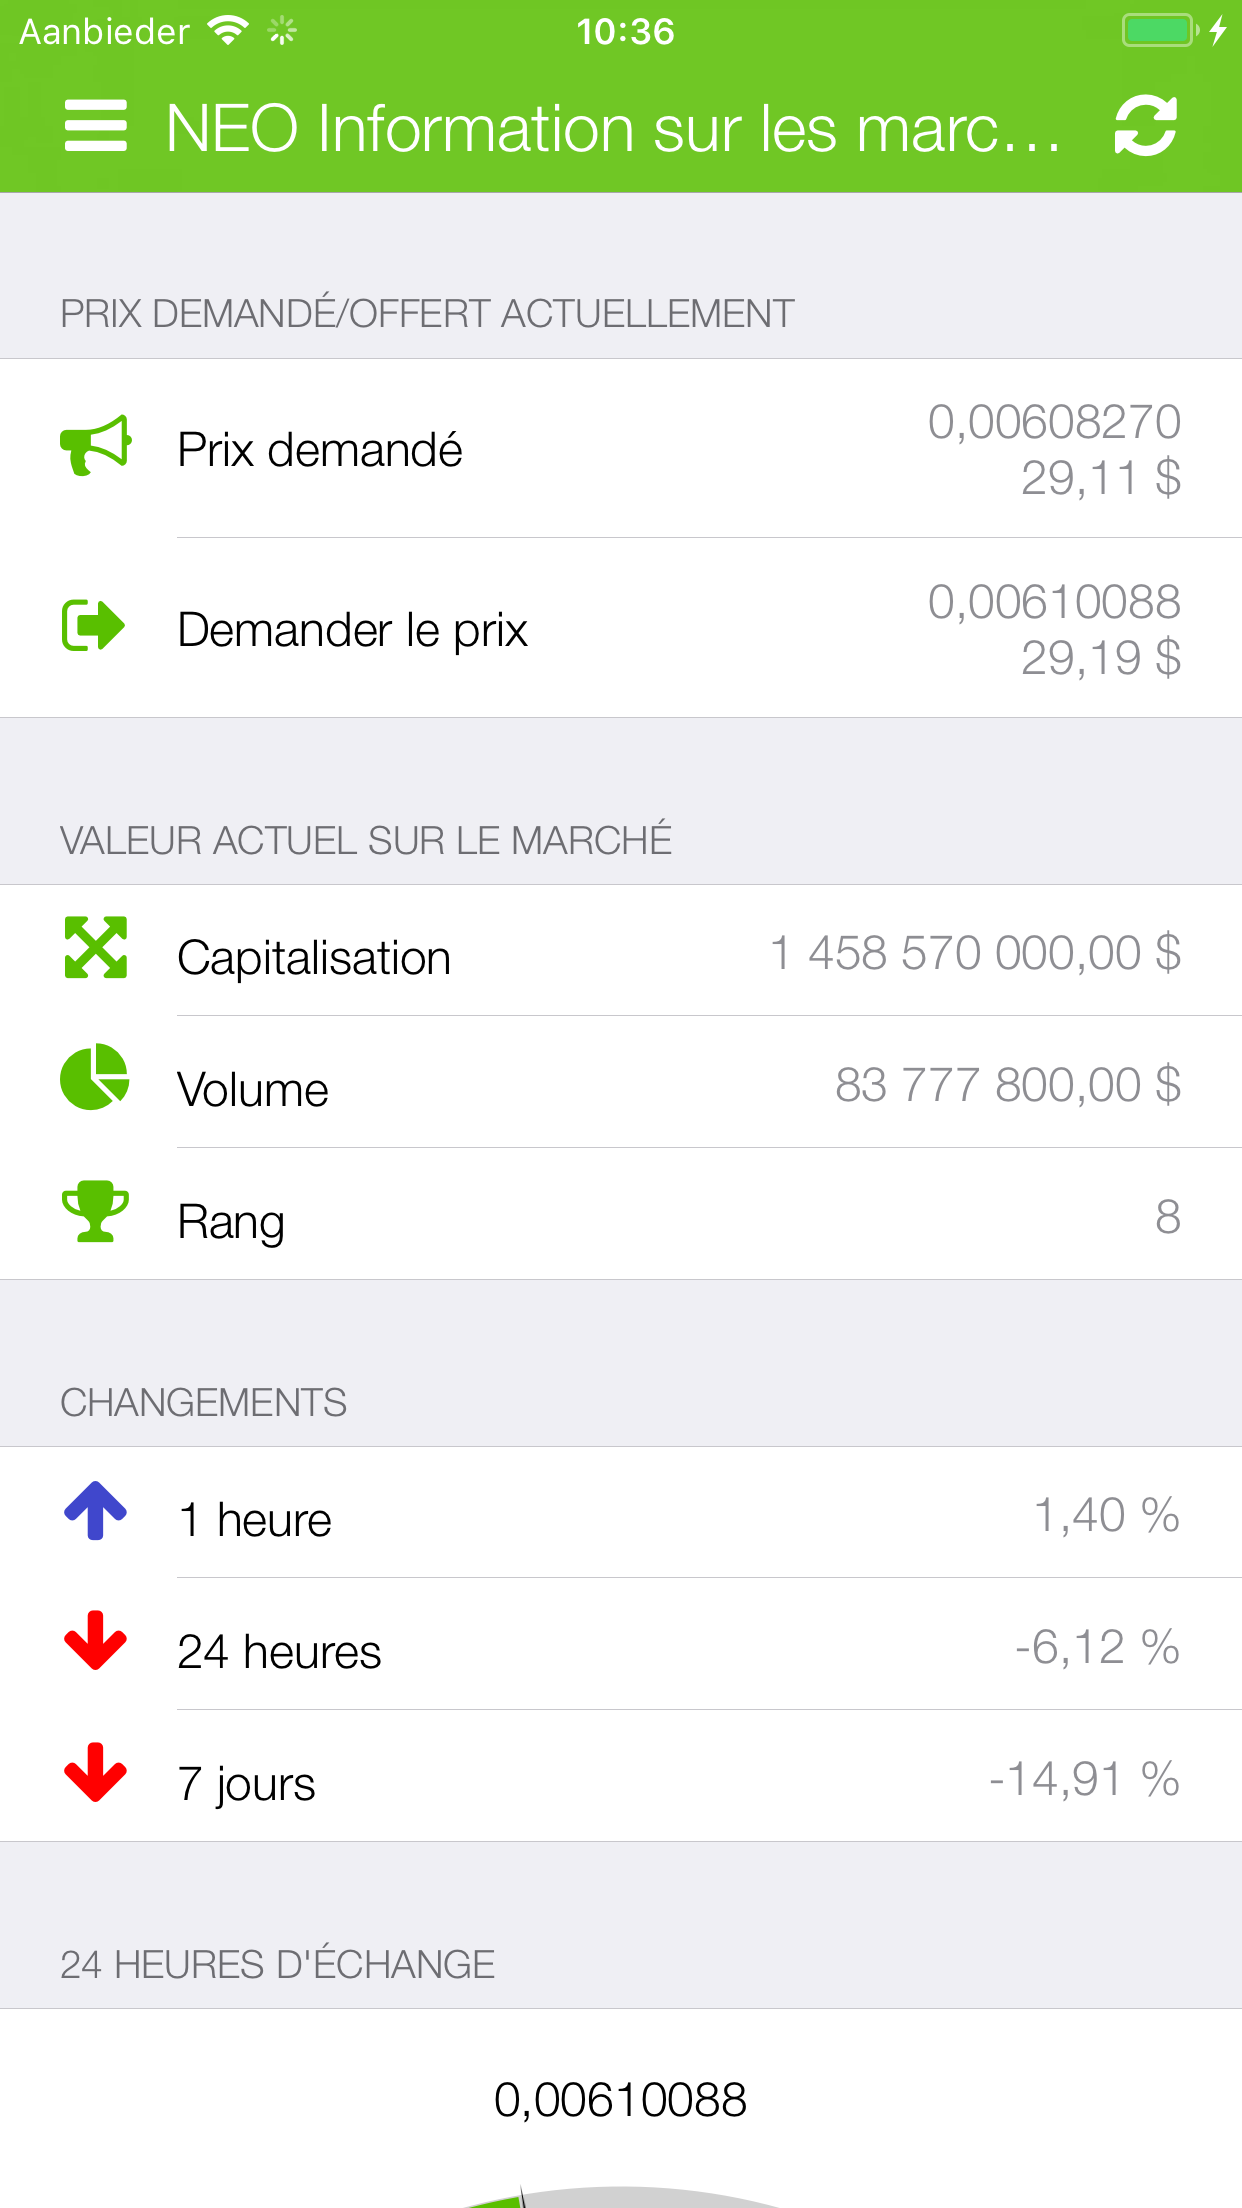 Aanbieder 10:36
NEO Information sur les marc...
PRIX DEMANDÉ/OFFERT ACTUELLEMENT
Prix demandé
0,00608270
29,11 $
Demander le prix
0,00610088
29,19 $
VALEUR ACTUEL SUR LE MARCHÉ
Capitalisation 1 458 570 000,00 $
Volume 83 777 800,00 $
Rang 8
CHANGEMENTS
1 heure 1,40 %
24 heures -6,12 %
7 jours -14,91 %
24 HEURES D'ÉCHANGE
0,00610088